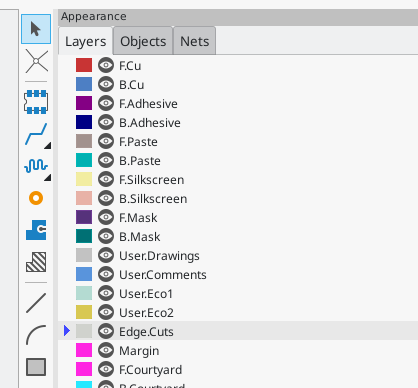 Appearance
Layers Objects Nets
F.Cu
B.Cu
F.Adhesive
B.Adhesive
F.Paste
B.Paste
F.Silkscreen
B.Silkscreen
F.Mask
B.Mask
User.Drawings
User.Comments
User.Eco1
User.Eco2
Edge.Cuts
Margin
F.Courtyard
B.Courtyard